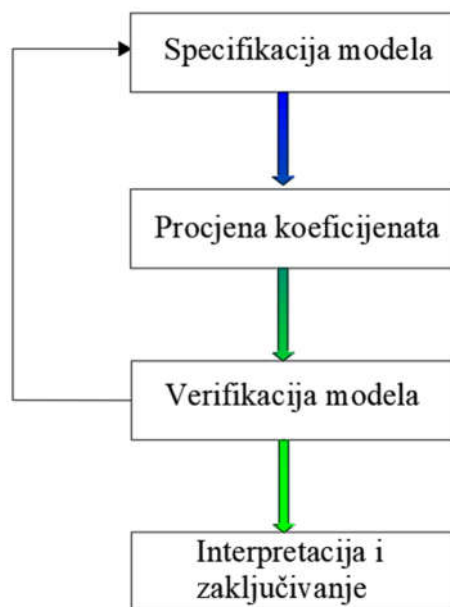 Specifikacija modela
Procjena koeficijenata
Verifikacija modela
Interpretacija i
zaključivanje